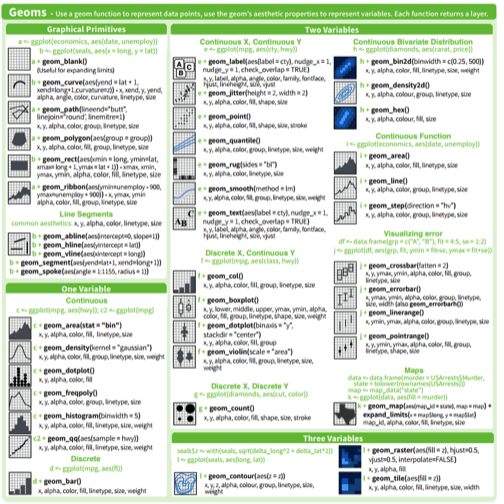 Geoms - Use a geom function to represent data points, use the geom's aesthetic properties to represent variables. Each function returns a layer.
Graphical Primitives
a <- ggplot(economics, aes(date, unemploy))
b <- ggplot(seals, aes(x = long, y = lat))
a + geom_blank()
(Useful for expanding limits)
b + geom_curve(aes(yend = lat + 1,
xend=long+1,curvature=z)) - x, xend, y, yend,
alpha, angle, color, curvature, linetype, size
a + geom_path(lineend="butt",
linejoin="round", linemitre=1)
x, y, alpha, color, group, linetype, size
a + geom_polygon(aes(group = group))
x, y, alpha, color, fill, group, linetype, size
b + geom_rect(aes(xmin = long, ymin=lat,
xmax= long + 1, ymax = lat + 1)) - xmax, xmin,
ymax, ymin, alpha, color, fill, linetype, size
a + geom_ribbon(aes(ymin=unemploy - 900,
ymax=unemploy + 900)) - x, ymax, ymin
alpha, color, fill, group, linetype, size
Line Segments
common aesthetics: x, y, alpha, color, linetype, size
b + geom_abline(aes(intercept=0, slope=1))
b + geom_hline(aes(yintercept = lat))
b + geom_vline(aes(xintercept = long))
b + geom_segment(aes(yend=lat+1, xend=long+1))
b + geom_spoke(aes(angle = 1:1155, radius = 1))
One Variable
Continuous
c <- ggplot(mpg, aes(hwy)); c2 <- ggplot(mpg)
c + geom_area(stat = "bin")
x, y, alpha, color, fill, linetype, size
c + geom_density(kernel = "gaussian")
x, y, alpha, color, fill, group, linetype, size, weight
c + geom_dotplot()
x, y, alpha, color, fill
c + geom_freqpoly()
x, y, alpha, color, group, linetype, size
c + geom_histogram(binwidth = 5)
x, y, alpha, color, fill, linetype, size, weight
c2 + geom_qq(aes(sample = hwy))
x, y, alpha, color, fill, linetype, size, weight
Discrete
d <- ggplot(mpg, aes(fl))
d + geom_bar()
x, alpha, color, fill, linetype, size, weight
Two Variables
Continuous X, Continuous Y
e <- ggplot(mpg, aes(cty, hwy))
e + geom_label(aes(label = cty), nudge_x = 1,
nudge_y = 1, check_overlap = TRUE)
x, y, label, alpha, angle, color, family, fontface,
hjust, lineheight, size, vjust
e + geom_jitter(height = 2, width = 2)
x, y, alpha, color, fill, shape, size
e + geom_point()
x, y, alpha, color, fill, shape, size, stroke
e + geom_quantile()
x, y, alpha, color, group, linetype, size, weight
e + geom_rug(sides = "bl")
x, y, alpha, color, linetype, size
e + geom_smooth(method = lm)
x, y, alpha, color, fill, group, linetype, size, weight
e + geom_text(aes(label = cty), nudge_x = 1,
nudge_y = 1, check_overlap = TRUE)
x, y, label, alpha, angle, color, family, fontface,
hjust, lineheight, size, vjust
Discrete X, Continuous Y
f <- ggplot(mpg, aes(class, hwy))
f + geom_col()
x, y, alpha, color, fill, group, linetype, size
f + geom_boxplot()
x, y, lower, middle, upper, ymax, ymin, alpha,
color, fill, group, linetype, shape, size, weight
f + geom_dotplot(binaxis = "y",
stackdir = "center")
x, y, alpha, color, fill, group
f + geom_violin(scale = "area")
x, y, alpha, color, fill, group, linetype, size,
weight
Discrete X, Discrete Y
g <- ggplot(diamonds, aes(cut, color))
g + geom_count()
x, y, alpha, color, fill, shape, size, stroke
Continuous Bivariate Distribution
h <- ggplot(diamonds, aes(carat, price))
h + geom_bin2d(binwidth = c(0.25, 500))
x, y, alpha, color, fill, linetype, size, weight
h + geom_density2d()
x, y, alpha, colour, group, linetype, size
h + geom_hex()
x, y, alpha, colour, fill, size
Continuous Function
i <- ggplot(economics, aes(date, unemploy))
i + geom_area()
x, y, alpha, color, fill, linetype, size
i + geom_line()
x, y, alpha, color, group, linetype, size
i + geom_step(direction = "hv")
x, y, alpha, color, group, linetype, size
Visualizing error
df <- data.frame(grp = c("A", "B"), fit = 4:5, se = 1:2)
j <- ggplot(df, aes(grp, fit, ymin = fit-se, ymax = fit+se))
j + geom_crossbar(fatten = 2)
x, y, ymax, ymin, alpha, color, fill, group,
linetype, size
j + geom_errorbar()
x, ymax, ymin, alpha, color, group, linetype,
size, width (also geom_errorbarh())
j + geom_linerange()
x, ymin, ymax, alpha, color, group, linetype, size
j + geom_pointrange()
x, y, ymin, ymax, alpha, color, fill, group,
linetype, shape, size
Maps
data <- data.frame(murder = USArrests$Murder,
state = tolower(rownames(USArrests)))
map <- map_data("state")
k <- ggplot(data, aes(fill = murder))
k + geom_map(aes(map_id = state), map = map) +
expand_limits(x = map$long, y = map$lat)
map_id, alpha, color, fill, linetype, size
Three Variables
seals$z <- with(seals, sqrt(delta_long^2 + delta_lat^2))
l <- ggplot(seals, aes(long, lat))
l + geom_contour(aes(z = z))
x, y, z, alpha, colour, group, linetype, size,
weight
l + geom_raster(aes(fill = z), hjust=0.5,
vjust=0.5, interpolate=FALSE)
x, y, alpha, fill
l + geom_tile(aes(fill = z))
x, y, alpha, color, fill, linetype, size, width